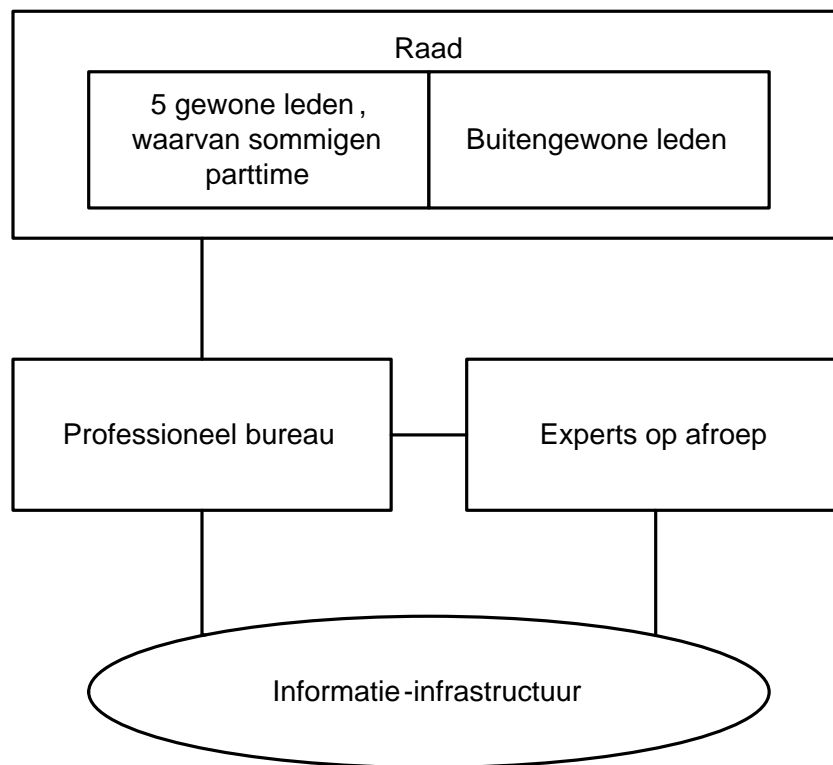 Raad
5 gewone leden,
waarvan sommigen
parttime
Buitengewone leden
Professioneel bureau
Experts op afroep
Informatie-infrastructuur